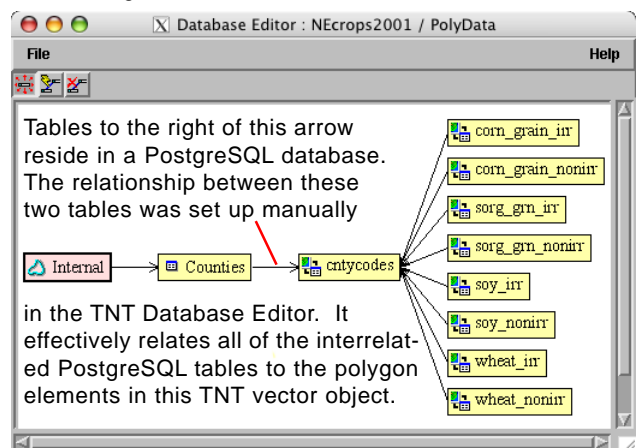 Database Editor : NEcrops2001 / PolyData
File
Help
Tables to the right of this arrow
reside in a PostgreSQL database.
The relationship between these
two tables was set up manually
Internal
Counties
cntycodes
corn_grain_irr
corn_grain_nonirr
sorg_grn_irr
sorg_grn_nonirr
soy_irr
soy_nonirr
wheat_irr
wheat_nonirr
in the TNT Database Editor. It
effectively relates all of the interrelat-
ed PostgreSQL tables to the polygon
elements in this TNT vector object.